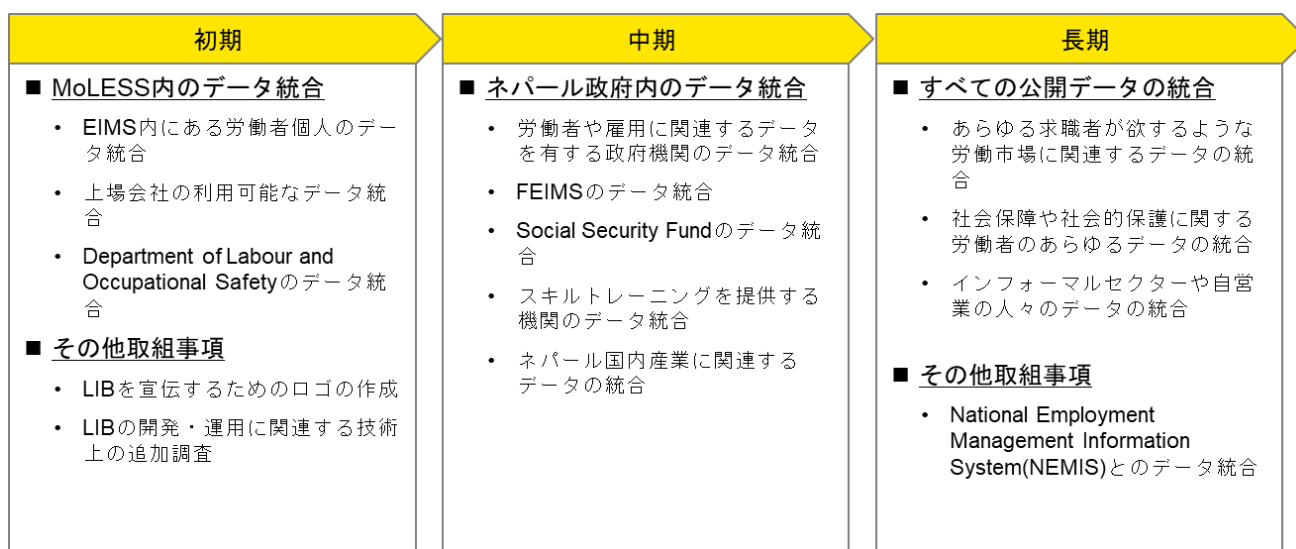 初期
■ MoLESS内のデータ統合
• EIMS内にある労働者個人のデー
タ統合
• 上場会社の利用可能なデータ統
合
• Department of Labour and
Occupational Safetyのデータ統
合
■ その他取組事項
• LIBを宣伝するためのロゴの作成
• LIBの開発・運用に関連する技術
上の追加調査
中期
■ ネパール政府内のデータ統合
• 労働者や雇用に関連するデータ
を有する政府機関のデータ統合
• FEIMSのデータ統合
• Social Security Fundのデータ統
合
• スキルトレーニングを提供する
機関のデータ統合
• ネパール国内産業に関連する
データの統合
長期
■ すべての公開データの統合
• あらゆる求職者が欲するような
労働市場に関連するデータの統
合
• 社会保障や社会的保護に関する
労働者のあらゆるデータの統合
• インフォーマルセクターや自営
業の人々のデータの統合
■ その他取組事項
• National Employment
Management Information
System(NEMIS)とのデータ統合